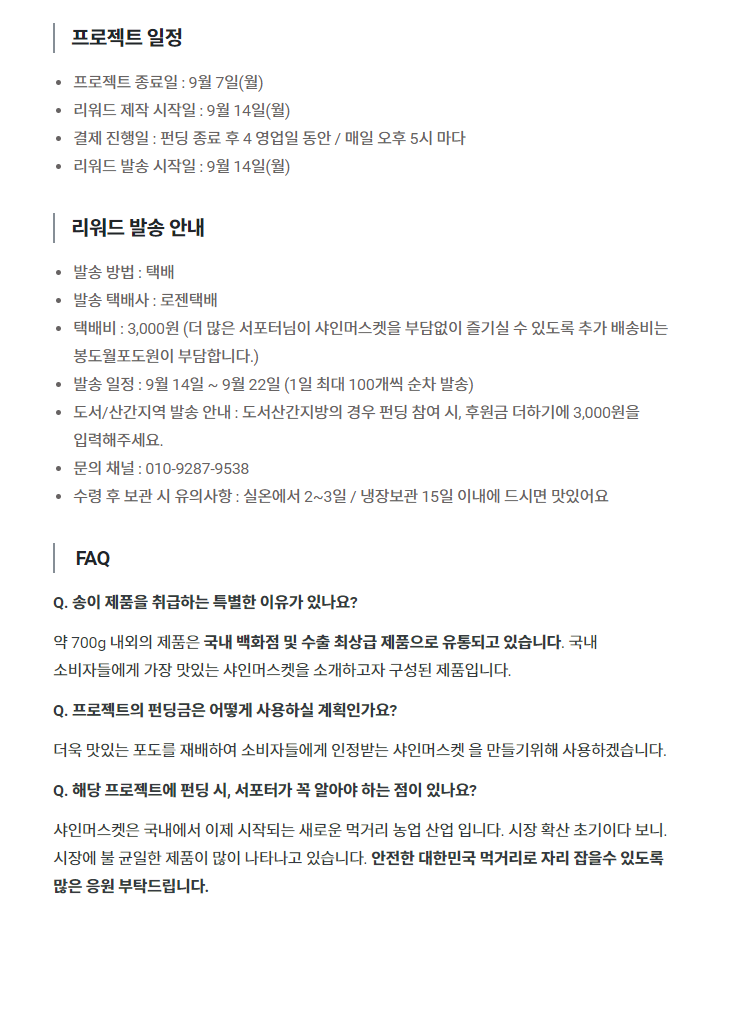 프로젝트 일정
프로젝트 종료일 : 9월 7일(월)
리워드 제작 시작일 : 9월 14일(월)
결제 진행일 : 펀딩 종료 후 4 영업일 동안 / 매일 오후 5시 마다
리워드 발송 시작일 : 9월 14일(월)
리워드 발송 안내
발송 방법 : 택배
발송 택배사 : 로젠택배
택배비 : 3,000원 (더 많은 서포터님이 샤인머스켓을 부담없이 즐기실 수 있도록 추가 배송비는
봉도월포도원이 부담합니다.)
발송 일정 : 9월 14일 ~ 9월 22일 (1일 최대 100개씩 순차 발송)
도서/산간지역 발송 안내 : 도서산간지방의 경우 펀딩 참여 시, 후원금 더하기에 3,000원을
입력해주세요.
문의 채널 : 010-9287-9538
수령 후 보관 시 유의사항 : 실온에서 2~3일 / 냉장보관 15일 이내에 드시면 맛있어요
FAQ
Q. 송이 제품을 취급하는 특별한 이유가 있나요?
약 700g 내외의 제품은 국내 백화점 및 수출 최상급 제품으로 유통되고 있습니다. 국내
소비자들에게 가장 맛있는 샤인머스켓을 소개하고자 구성된 제품입니다.
Q. 프로젝트의 펀딩금은 어떻게 사용하실 계획인가요?
더욱 맛있는 포도를 재배하여 소비자들에게 인정받는 샤인머스켓 을 만들기위해 사용하겠습니다.
Q. 해당 프로젝트에 펀딩 시, 서포터가 꼭 알아야 하는 점이 있나요?
샤인머스켓은 국내에서 이제 시작되는 새로운 먹거리 농업 산업 입니다. 시장 확산 초기이다 보니.
시장에 불 균일한 제품이 많이 나타나고 있습니다. 안전한 대한민국 먹거리로 자리 잡을수 있도록
많은 응원 부탁드립니다.